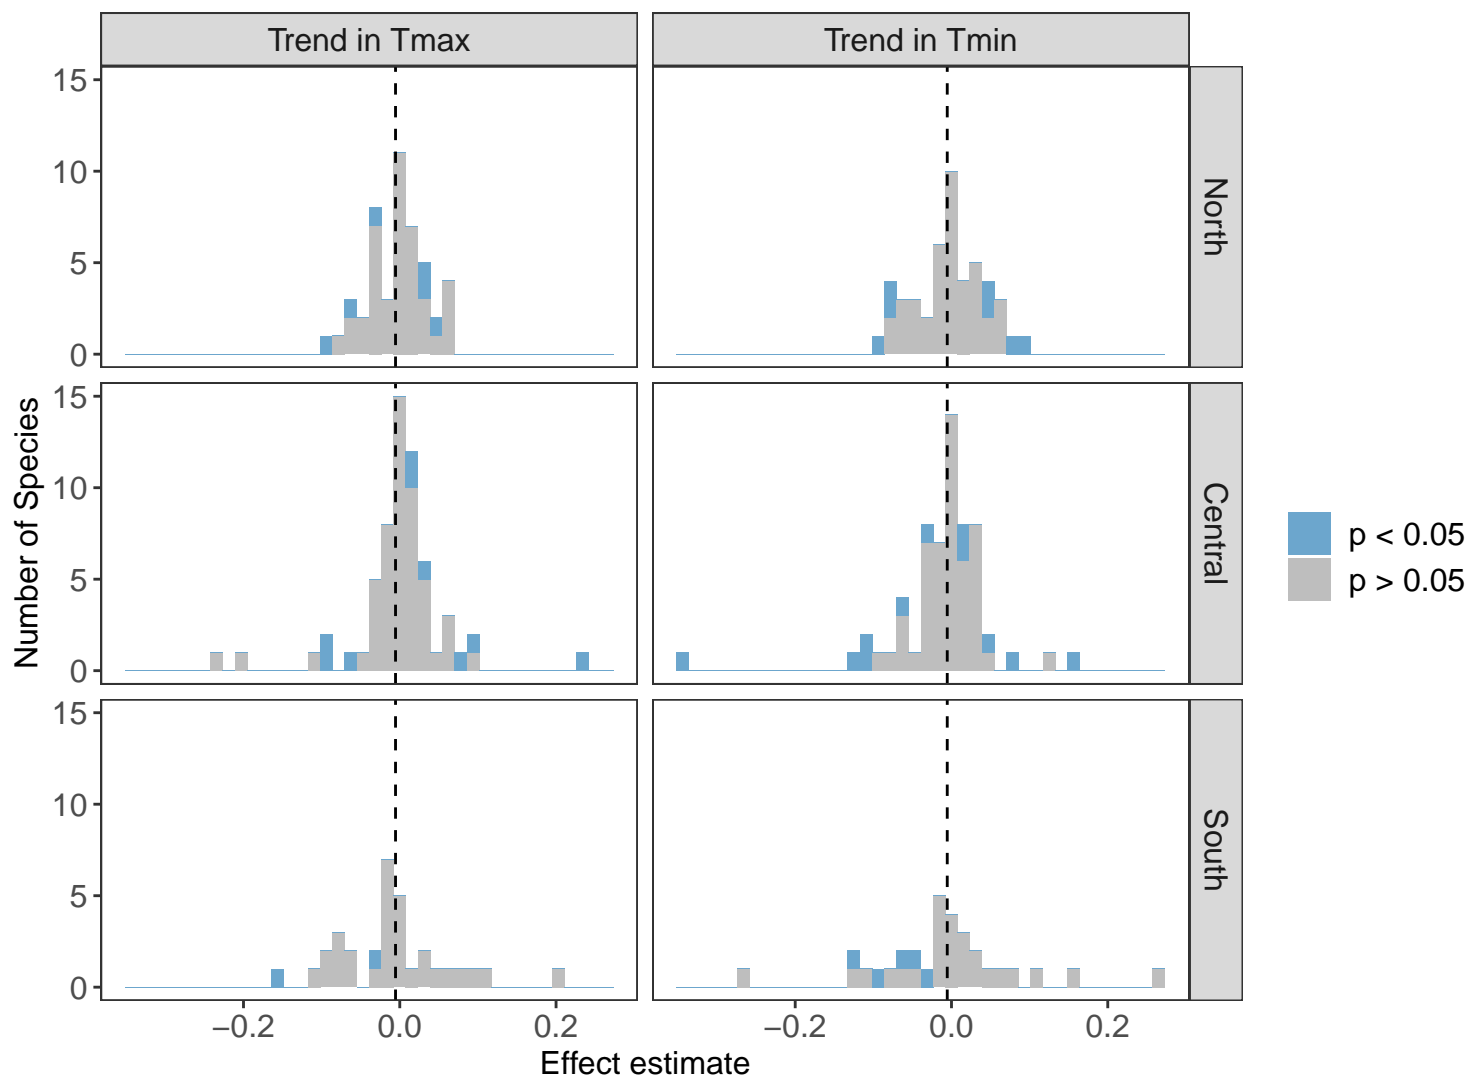 Trend in Tmax
Trend in Tmin
15
10
5
0
North
15
10
5
0
Central
15
10
5
0
South
Number of Species
−0.2
0.0
0.2
−0.2
0.0
0.2
Effect estimate
p < 0.05
p > 0.05